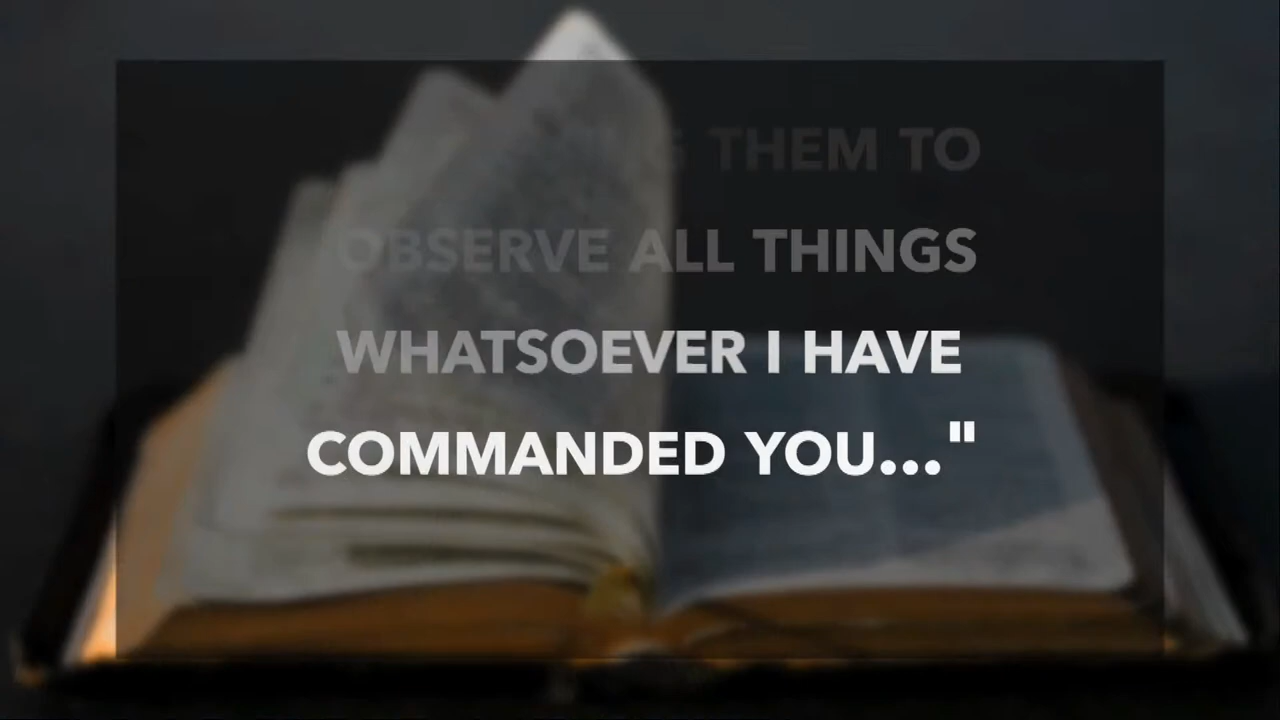 THEM TO
OBSERVE ALL THINGS
WHATSOEVER I HAVE
COMMANDED YOU..."